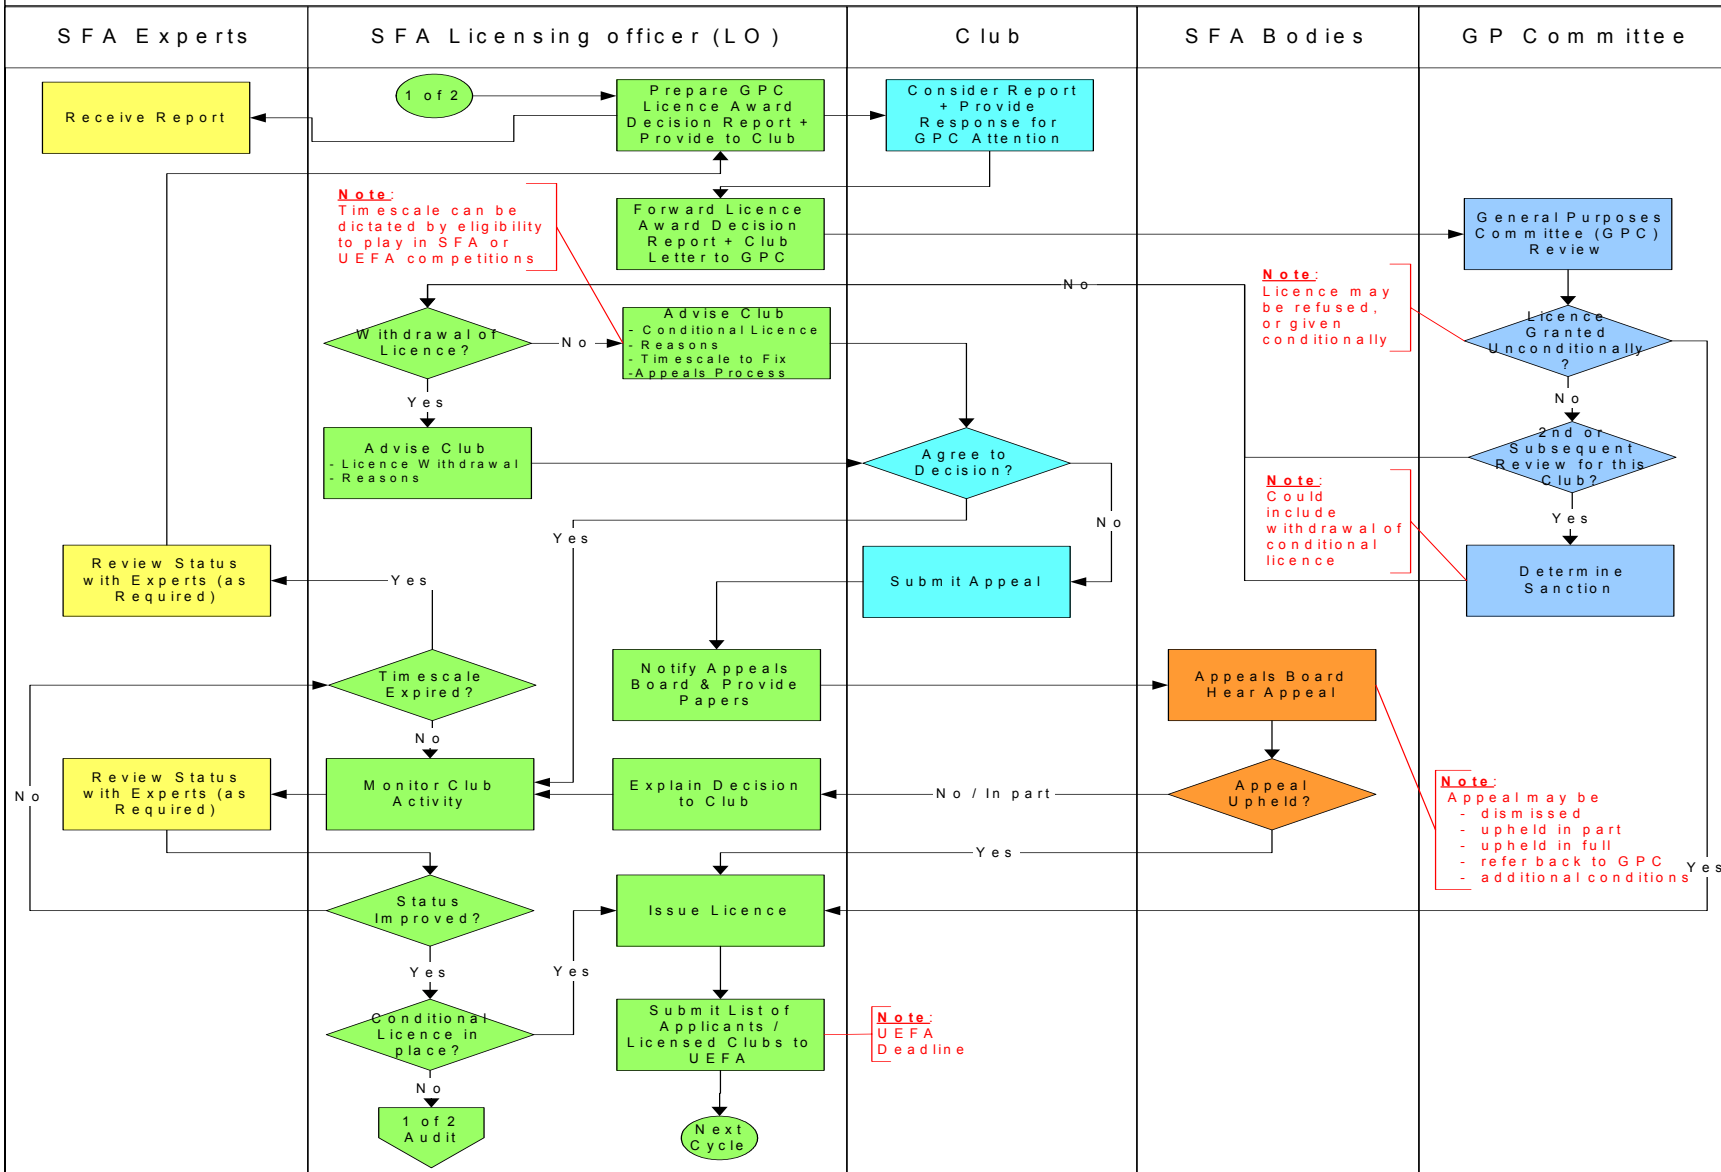 SFA Experts
SFA Licensing officer (LO)
Club
SFA Bodies
GP Committee
Receive Report
1 of 2
Prepare GPC
Licence Award
Decision Report +
Provide to Club
Consider Report
+ Provide
Response for
GPC Attention
Note:
Timescale can be
dictated by eligibility
to play in SFA or
UEFA competitions
Forward Licence
Award Decision
Report + Club
Letter to GPC
General Purposes
Committee (GPC)
Review
Note:
Licence may
be refused,
or given
conditionally
No
Withdrawal of
Licence?
No
Advise Club
- Conditional Licence
- Reasons
- Timescale to Fix
-Appeals Process
Licence
Granted
Unconditionally
?
Yes
No
Advise Club
- Licence Withdrawal
- Reasons
Agree to
Decision?
2nd or
Subsequent
Review for this
Club?
Note:
Could
include
withdrawal of
conditional
licence
No
Yes
Yes
Review Status
with Experts (as
Required)
Yes
Submit Appeal
Determine
Sanction
Timescale
Expired?
Notify Appeals
Board & Provide
Papers
Appeals Board
Hear Appeal
No
No
Review Status
with Experts (as
Required)
Monitor Club
Activity
Explain Decision
to Club
No / In part
Appeal
Upheld?
Note:
Appeal may be
- dismissed
- upheld in part
- upheld in full
- refer back to GPC
- additional conditions
Yes
Yes
Status
Improved?
Issue Licence
Yes
Yes
Conditional
Licence in
place?
Submit List of
Applicants /
Licensed Clubs to
UEFA
Note:
UEFA
Deadline
No
1 of 2
Audit
Next
Cycle